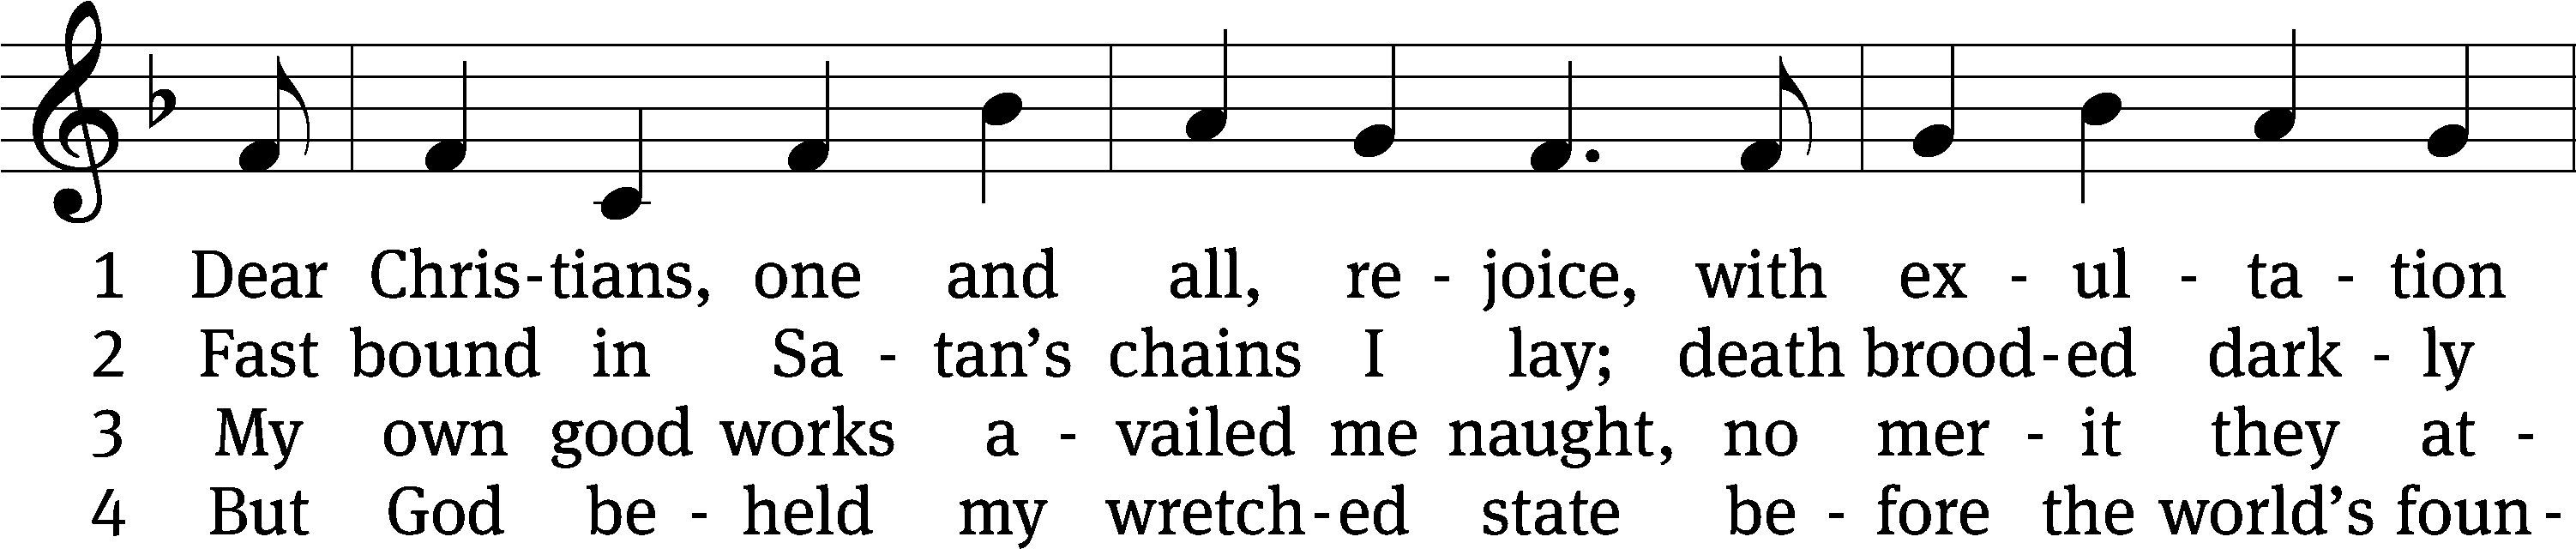 1 Dear Chris-tians, one and all, re - joice, with ex - ul - ta - tion
2 Fast bound in Sa - tan’s chains I lay; death brood-ed dark - ly
3 My own good works a - vailed me naught, no mer - it they at -
4 But God be - held my wretch-ed state be - fore the world’s foun -